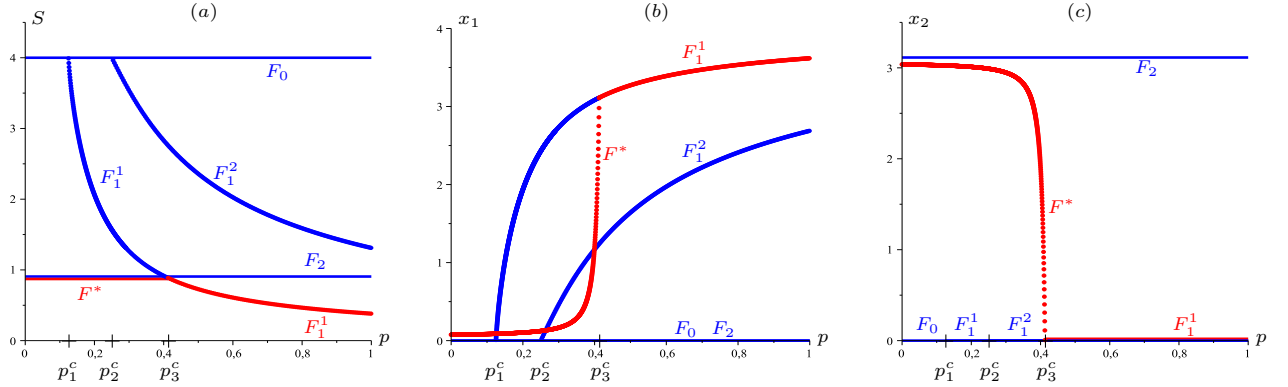 (a)
S
4
3
2
1
0
F_0
F_1^1
F_1^2
F_2
F^*
F_1^1
0 0,2 0,4 0,6 0,8 1 p
p_1^c p_2^c p_3^c
(b)
x_1
4
3
2
1
0
F_1^1
F_1^2
F^*
F_0 F_2
0 0,2 0,4 0,6 0,8 1 p
p_1^c p_2^c p_3^c
(c)
x_2
3
2
1
0
F_2
F^*
F_0 F_1^1 F_1^2 F_1^1
0 0,2 0,4 0,6 0,8 1 p
p_1^c p_2^c p_3^c